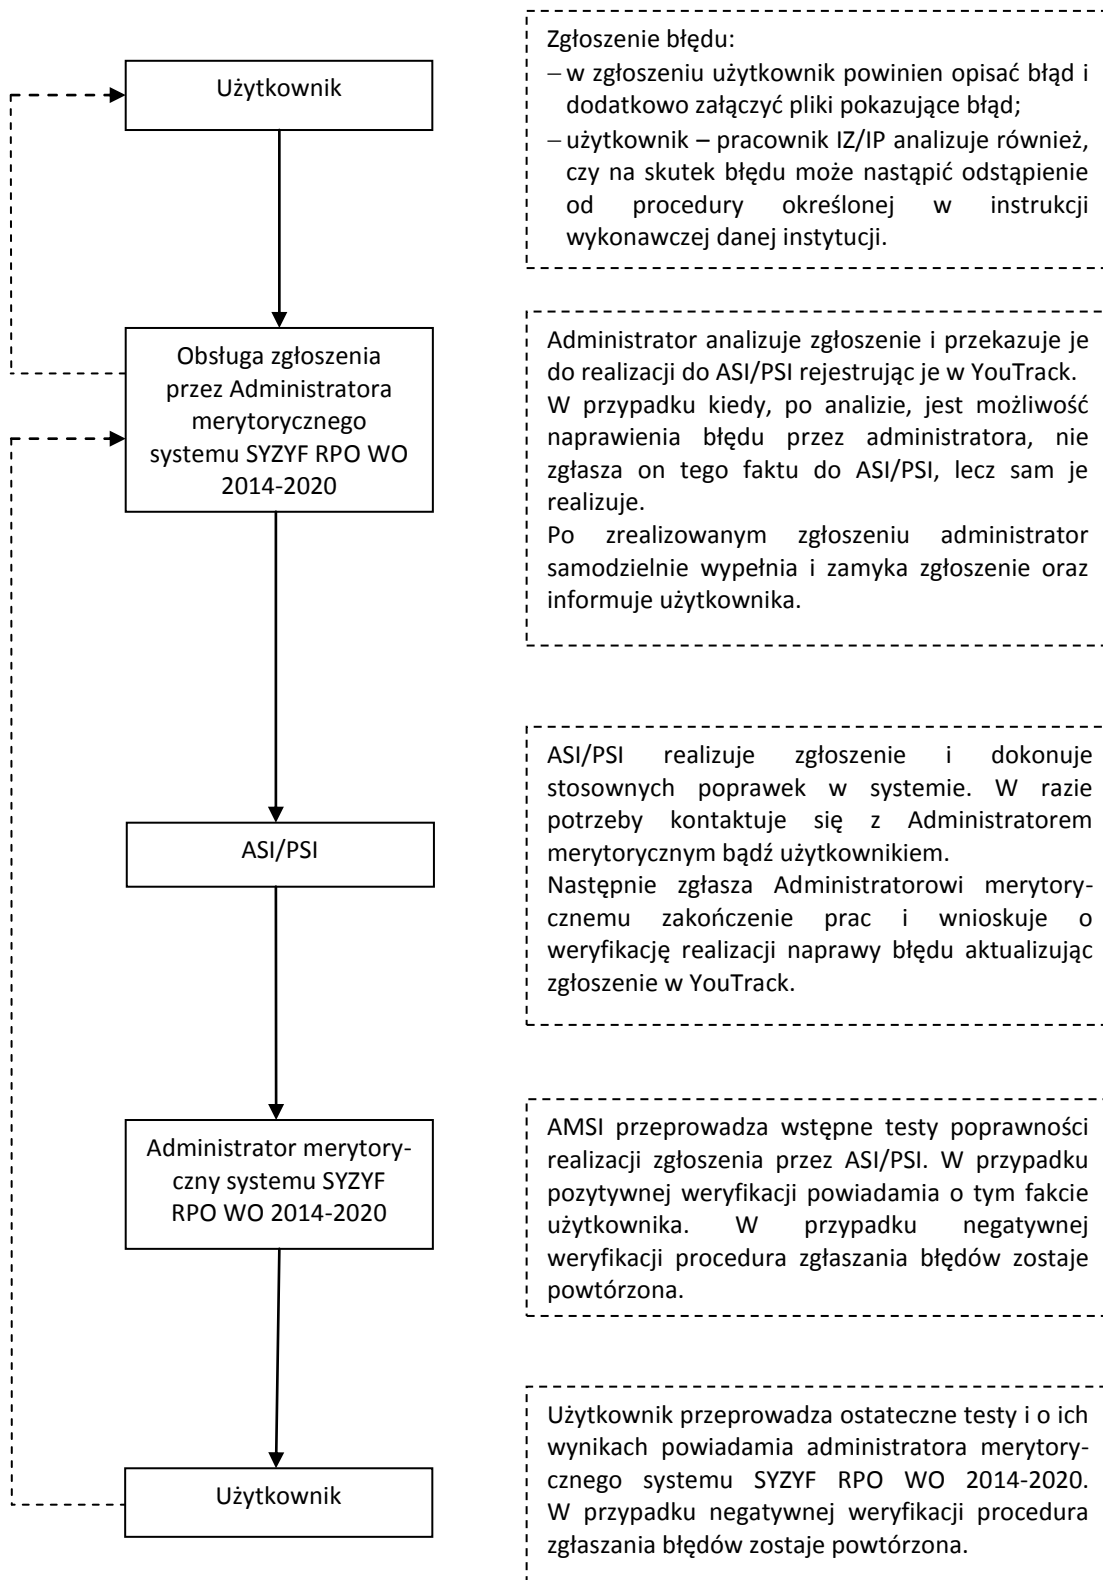 Użytkownik
Zgłoszenie błędu:
– w zgłoszeniu użytkownik powinien opisać błąd i
dodatkowo załączyć pliki pokazujące błąd;
– użytkownik – pracownik IZ/IP analizuje również,
czy na skutek błędu może nastąpić odstąpienie
od procedury określonej w instrukcji
wykonawczej danej instytucji.
Obsługa zgłoszenia
przez Administratora
merytorycznego
systemu SYZYF RPO WO
2014-2020
Administrator analizuje zgłoszenie i przekazuje je
do realizacji do ASI/PSI rejestrując je w YouTrack.
W przypadku kiedy, po analizie, jest możliwość
naprawienia błędu przez administratora, nie
zgłasza on tego faktu do ASI/PSI, lecz sam je
realizuje.
Po zrealizowanym zgłoszeniu administrator
samodzielnie wypełnia i zamyka zgłoszenie oraz
informuje użytkownika.
ASI/PSI
ASI/PSI realizuje zgłoszenie i dokonuje
stosownych poprawek w systemie. W razie
potrzeby kontaktuje się z Administratorem
merytorycznym bądź użytkownikiem.
Następnie zgłasza Administratorowi merytory-
cznemu zakończenie prac i wnioskuje o
weryfikację realizacji naprawy błędu aktualizując
zgłoszenie w YouTrack.
Administrator merytory-
czny systemu SYZYF
RPO WO 2014-2020
AMSI przeprowadza wstępne testy poprawności
realizacji zgłoszenia przez ASI/PSI. W przypadku
pozytywnej weryfikacji powiadamia o tym fakcie
użytkownika. W przypadku negatywnej
weryfikacji procedura zgłaszania błędów zostaje
powtórzona.
Użytkownik
Użytkownik przeprowadza ostateczne testy i o ich
wynikach powiadamia administratora merytory-
cznego systemu SYZYF RPO WO 2014-2020.
W przypadku negatywnej weryfikacji procedura
zgłaszania błędów zostaje powtórzona.